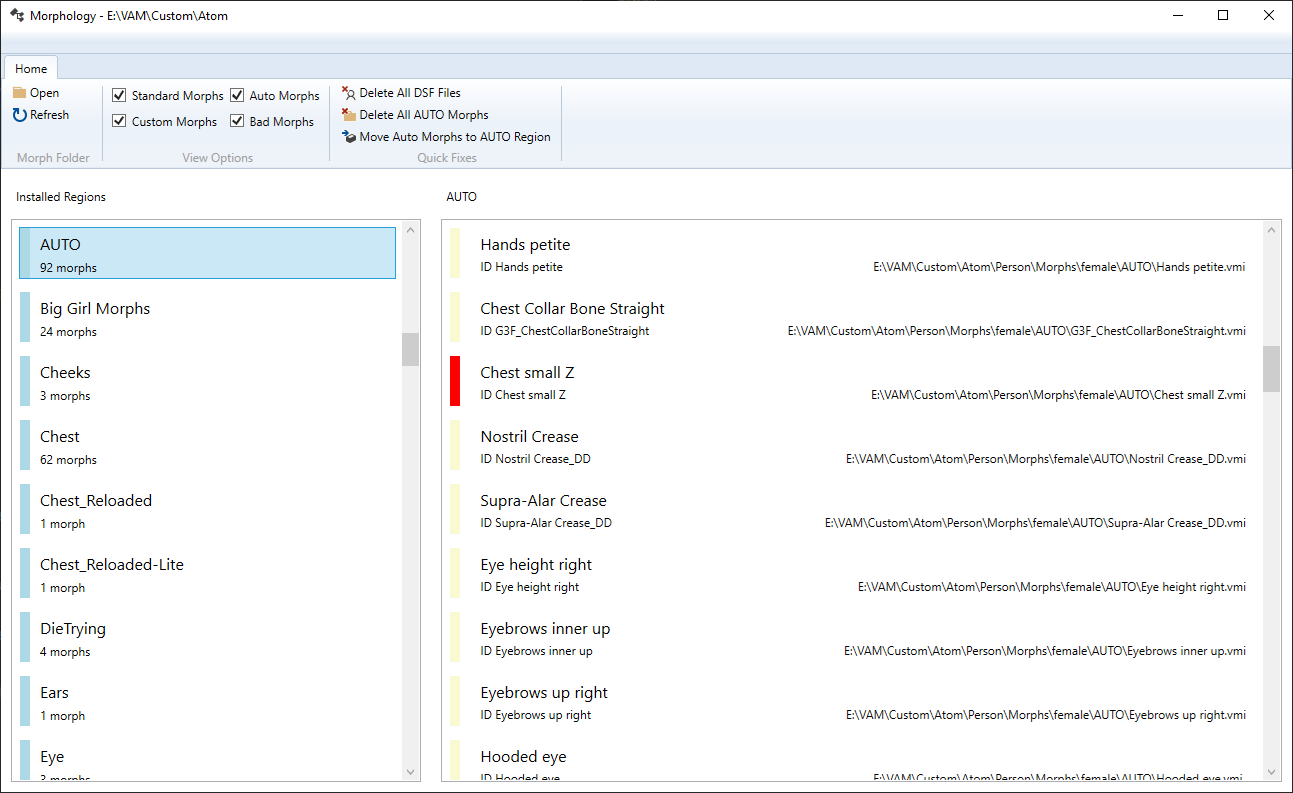 Morphology - E:\VAM\Custom\Atom
Home
Open
Refresh
Morph Folder
Standard Morphs
Auto Morphs
Custom Morphs
Bad Morphs
View Options
Delete All DSF Files
Delete All AUTO Morphs
Move Auto Morphs to AUTO Region
Quick Fixes
Installed Regions
AUTO
92 morphs
Big Girl Morphs
24 morphs
Cheeks
3 morphs
Chest
62 morphs
Chest_Reloaded
1 morph
Chest_Reloaded-Lite
1 morph
DieTrying
4 morphs
Ears
1 morph
Eye
3 morphs
AUTO
Hands petite
ID Hands petite E:\VAM\Custom\Atom\Person\Morphs\female\AUTO\Hands petite.vmi
Chest Collar Bone Straight
ID G3F_ChestCollarBoneStraight E:\VAM\Custom\Atom\Person\Morphs\female\AUTO\G3F_ChestCollarBoneStraight.vmi
Chest small Z
ID Chest small Z E:\VAM\Custom\Atom\Person\Morphs\female\AUTO\Chest small Z.vmi
Nostril Crease
ID Nostril Crease_DD E:\VAM\Custom\Atom\Person\Morphs\female\AUTO\Nostril Crease_DD.vmi
Supra-Alar Crease
ID Supra-Alar Crease_DD E:\VAM\Custom\Atom\Person\Morphs\female\AUTO\Supra-Alar Crease_DD.vmi
Eye height right
ID Eye height right E:\VAM\Custom\Atom\Person\Morphs\female\AUTO\Eye height right.vmi
Eyebrows inner up
ID Eyebrows inner up E:\VAM\Custom\Atom\Person\Morphs\female\AUTO\Eyebrows inner up.vmi
Eyebrows up right
ID Eyebrows up right E:\VAM\Custom\Atom\Person\Morphs\female\AUTO\Eyebrows up right.vmi
Hooded eye
ID Hooded eye E:\VAM\Custom\Atom\Person\Morphs\female\AUTO\Hooded eye.vmi